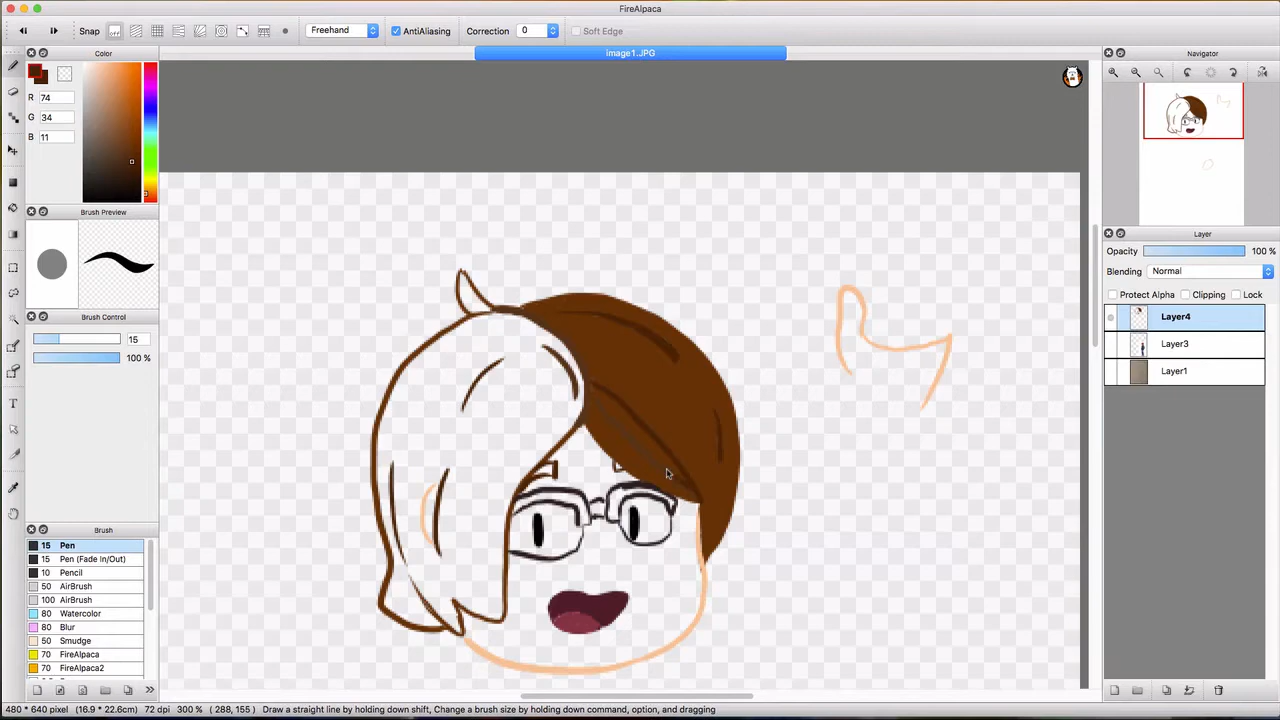 FireAlpaca
Snap
Freehand
AntiAliasing
Correction
0
Soft Edge
Color
image1.JPG
Navigator
R
74
G
34
B
11
Brush Preview
Layer
Opacity
100 %
Blending
Normal
Protect Alpha
Clipping
Lock
Brush Control
Layer4
15
Layer3
100 %
Layer1
T
Brush
15 Pen
15 Pen (Fade In/Out)
10 Pencil
50 AirBrush
100 AirBrush
80 Watercolor
80 Blur
50 Smudge
70 FireAlpaca
70 FireAlpaca2
480 * 640 pixel (16.9 * 22.6cm) 72 dpi 300 % ( 288, 155 ) Draw a straight line by holding down shift, Change a brush size by holding down command, option, and dragging